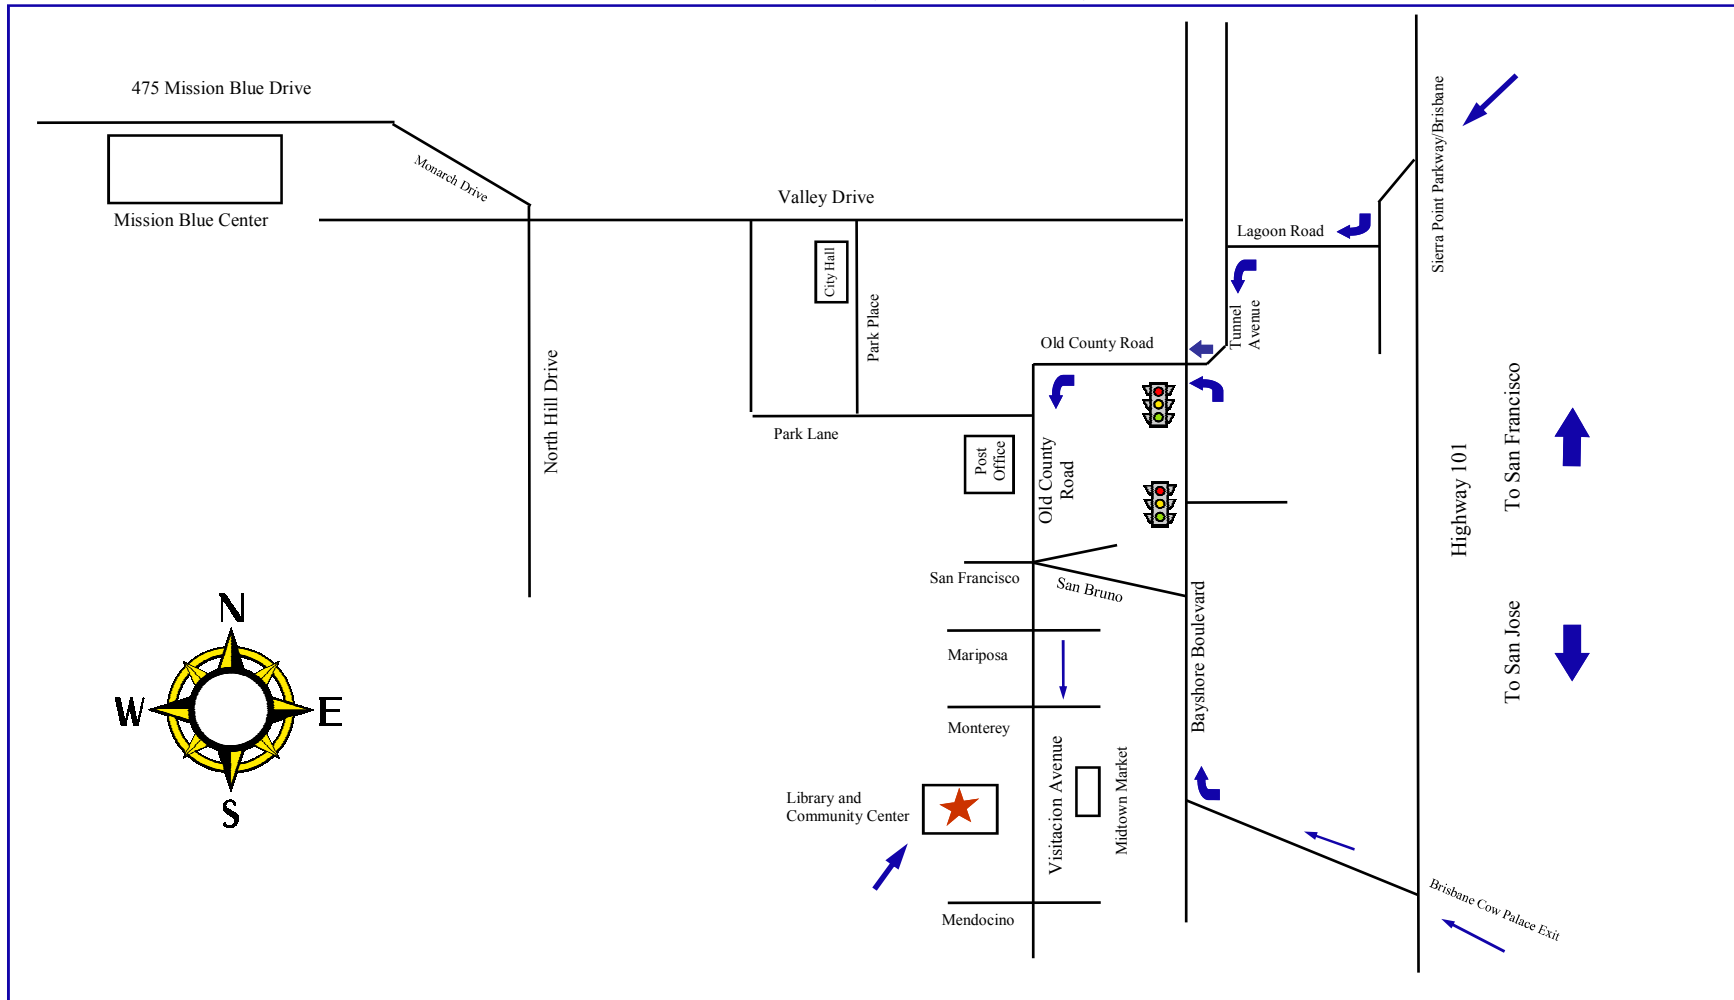 475 Mission Blue Drive
Monarch Drive
Mission Blue Center
Valley Drive
City Hall
Park Place
Lagoon Road
Sierra Point Parkway/Brisbane
Tunnel
Avenue
Old County Road
North Hill Drive
Park Lane
Post
Office
Old County
Road
Highway 101
To San Francisco
San Francisco
San Bruno
Mariposa
Monterey
Bayshore Boulevard
To San Jose
N
W
E
S
Library and
Community Center
Visitacion Avenue
Midtown Market
Mendocino
Brisbane Cow Palace Exit